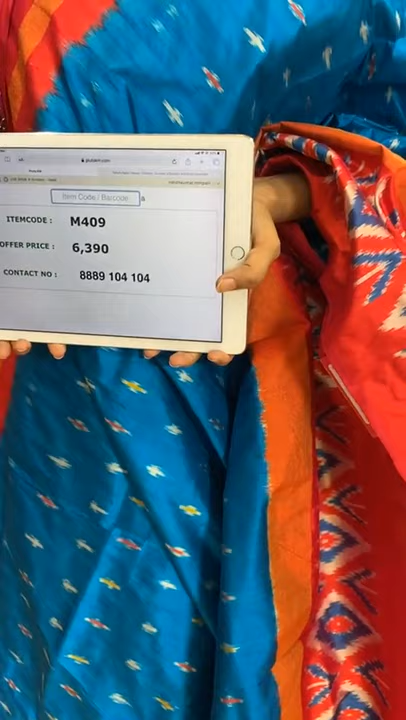 Item Code / Barcode
ITEMCODE : M409
OFFER PRICE : 6,390
CONTACT NO : 8889 104 104